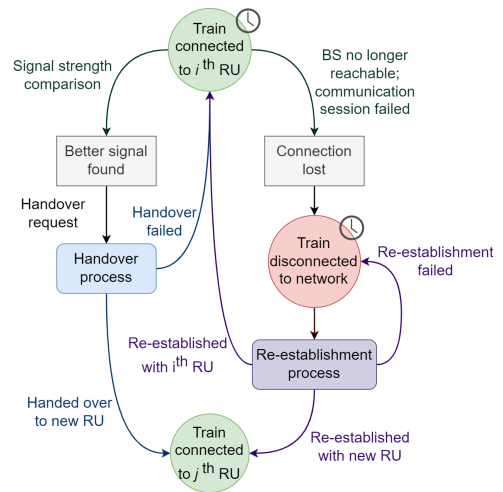 Train
connected
to i th RU
Signal strength
comparison
BS no longer
reachable;
communication
session failed
Better signal
found
Connection
lost
Handover
request
Handover
failed
Handover
process
Train
disconnected
to network
Re-establishment
failed
Re-established
with i th RU
Re-establishment
process
Handed over
to new RU
Train
connected
to j th RU
Re-established
with new RU